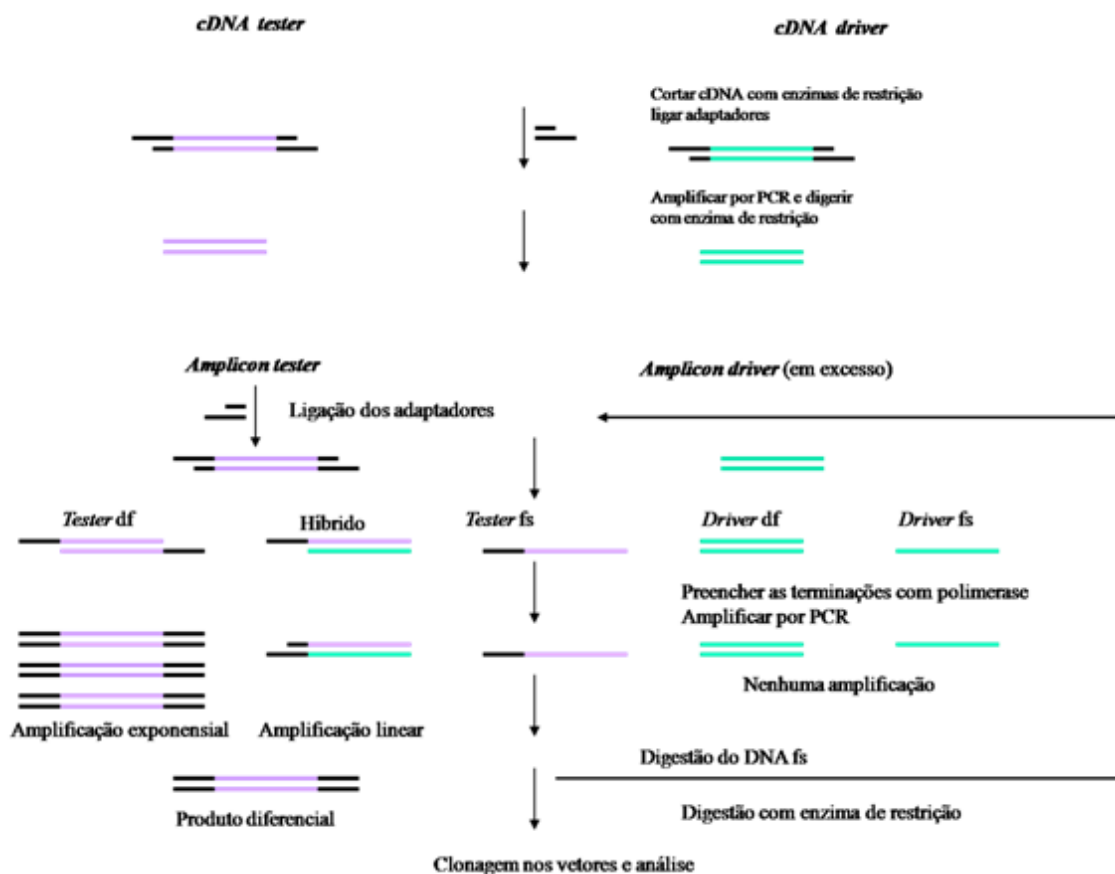 cDNA tester
cDNA driver
Cortar cDNA com enzimas de restrição
ligar adaptadores
Amplificar por PCR e digerir
com enzima de restrição
Amplicon tester
Amplicon driver (em excesso)
Ligação dos adaptadores
Tester df
Híbrido
Tester fs
Driver df
Driver fs
Preencher as terminações com polimerase
Amplificar por PCR
Nenhuma amplificação
Amplificação exponensial
Amplificação linear
Digestão do DNA fs
Produto diferencial
Digestão com enzima de restrição
Clonagem nos vetores e análise